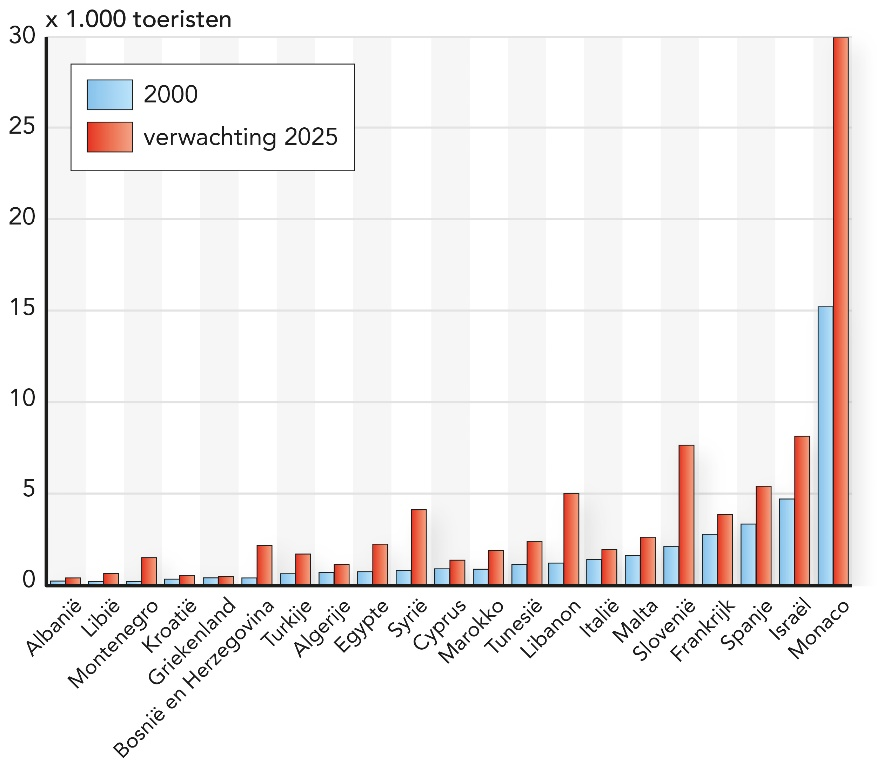 x 1.000 toeristen
30
25
20
15
10
5
0
2000
verwachting 2025
Albanië
Libië
Montenegro
Kroatië
Griekenland
Bosnië en Herzegovina
Turkije
Algerije
Egypte
Syrië
Cyprus
Marokko
Tunesië
Libanon
Italië
Malta
Slovenië
Frankrijk
Spanje
Israël
Monaco